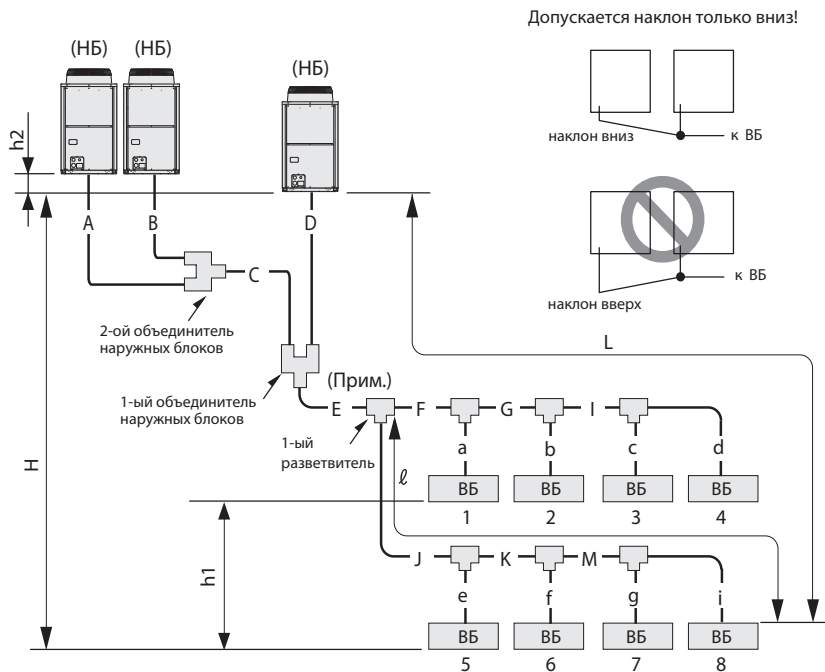 Допускается наклон только вниз!
(НБ)
(НБ)
(НБ)
наклон вниз
к ВБ
h2
A
B
D
C
2-ой объединитель
наружных блоков
наклон вверх
к ВБ
L
1-ый объединитель
наружных блоков
(Прим.)
E
F
G
I
1-ый
разветвитель
a
b
c
d
ℓ
H
ВБ
ВБ
ВБ
ВБ
1
2
3
4
h1
J
K
M
e
f
g
i
ВБ
ВБ
ВБ
ВБ
5
6
7
8